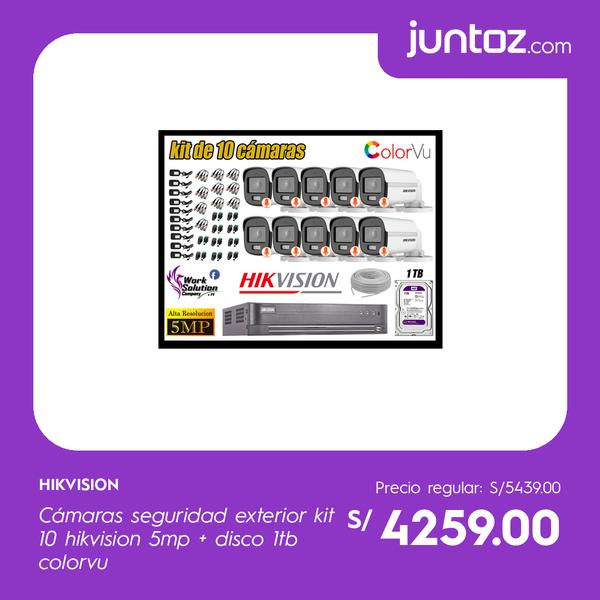 juntoz.com
kit de 10 cámaras
ColorVu
HIKVISION
1 TB
Work
Solution
Company
Alta Resolucion
5MP
HIKVISION
Precio regular: S/5439.00
Cámaras seguridad exterior kit
10 hikvision 5mp + disco 1tb
colorvu
S/ 4259.00